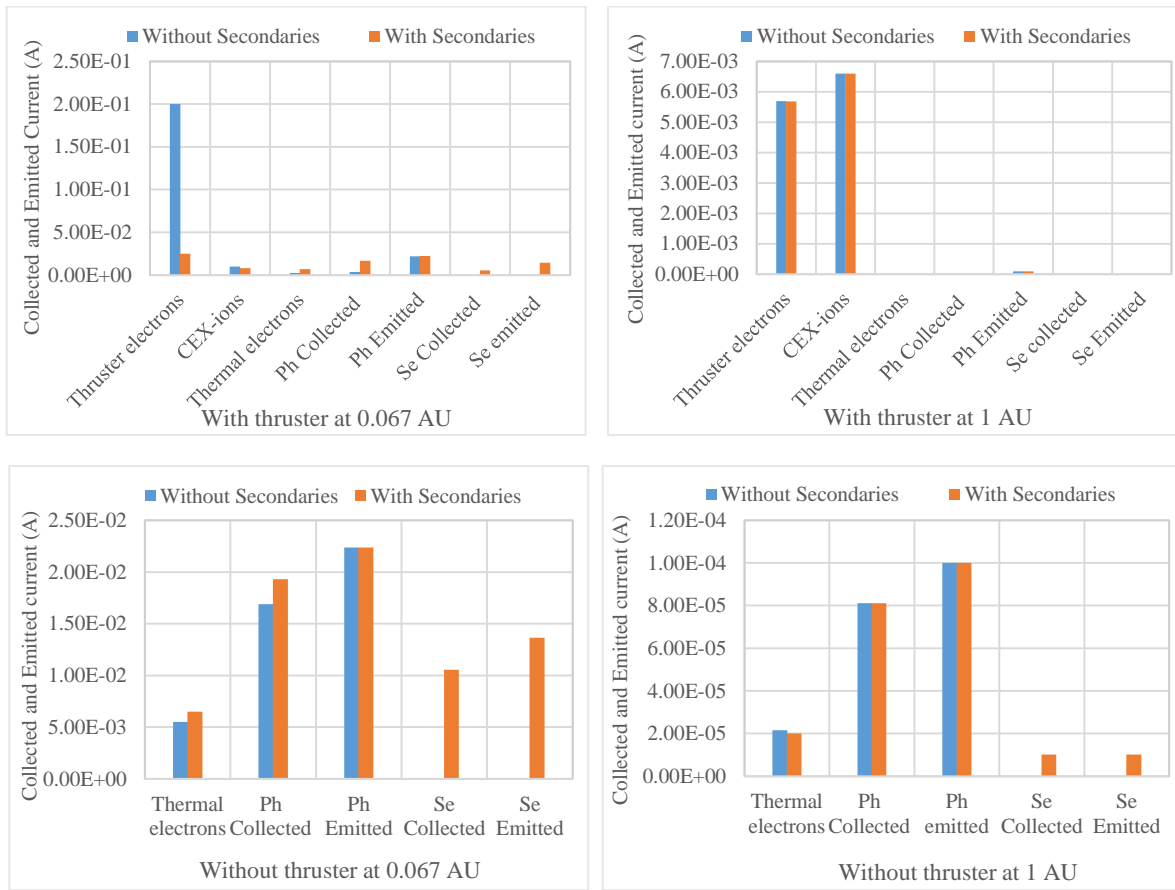 Without Secondaries With Secondaries
Collected and Emitted Current (A)
2.50E-01
2.00E-01
1.50E-01
1.00E-01
5.00E-02
0.00E+00
Thruster electrons
CEX-ions
Thermal electrons
Ph Collected
Ph Emitted
Se Collected
Se emitted
With thruster at 0.067 AU
Without Secondaries With Secondaries
Collected and Emitted current (A)
7.00E-03
6.00E-03
5.00E-03
4.00E-03
3.00E-03
2.00E-03
1.00E-03
0.00E+00
Thruster electrons
CEX-ions
Thermal electrons
Ph Collected
Ph Emitted
Se collected
Se Emitted
With thruster at 1 AU
Without Secondaries With Secondaries
Collected and Emitted current (A)
2.50E-02
2.00E-02
1.50E-02
1.00E-02
5.00E-03
0.00E+00
Thermal electrons
Ph Collected
Ph Emitted
Se Collected
Se Emitted
Without thruster at 0.067 AU
Without Secondaries With Secondaries
Collected and Emitted current (A)
1.20E-04
1.00E-04
8.00E-05
6.00E-05
4.00E-05
2.00E-05
0.00E+00
Thermal electrons
Ph Collected
Ph emitted
Se Collected
Se Emitted
Without thruster at 1 AU